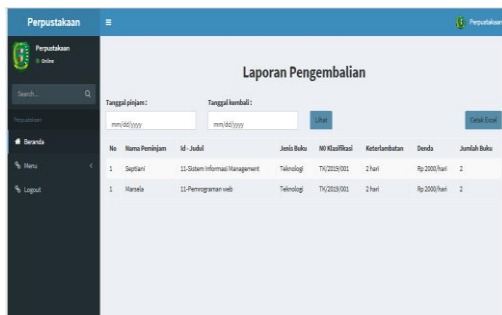 Perpustakaan
Perpustakaan
Perpustakaan
Online
Search...
Perpustakaan
Beranda
Menu
Logout
Laporan Pengembalian
Tanggal pinjam : Tanggal kembali :
mm/dd/yyyy mm/dd/yyyy Lihat Cetak Excel
No Nama Peminjam Id - Judul Jenis Buku N0 Klasifikasi Keterlambatan Denda Jumlah Buku
1 Septiani 11-Sistem Informasi Management Teknologi TK/2019/001 2 hari Rp 2000/hari 2
1 Marsela 11-Pemrograman web Teknologi TK/2019/001 2 hari Rp 2000/hari 2